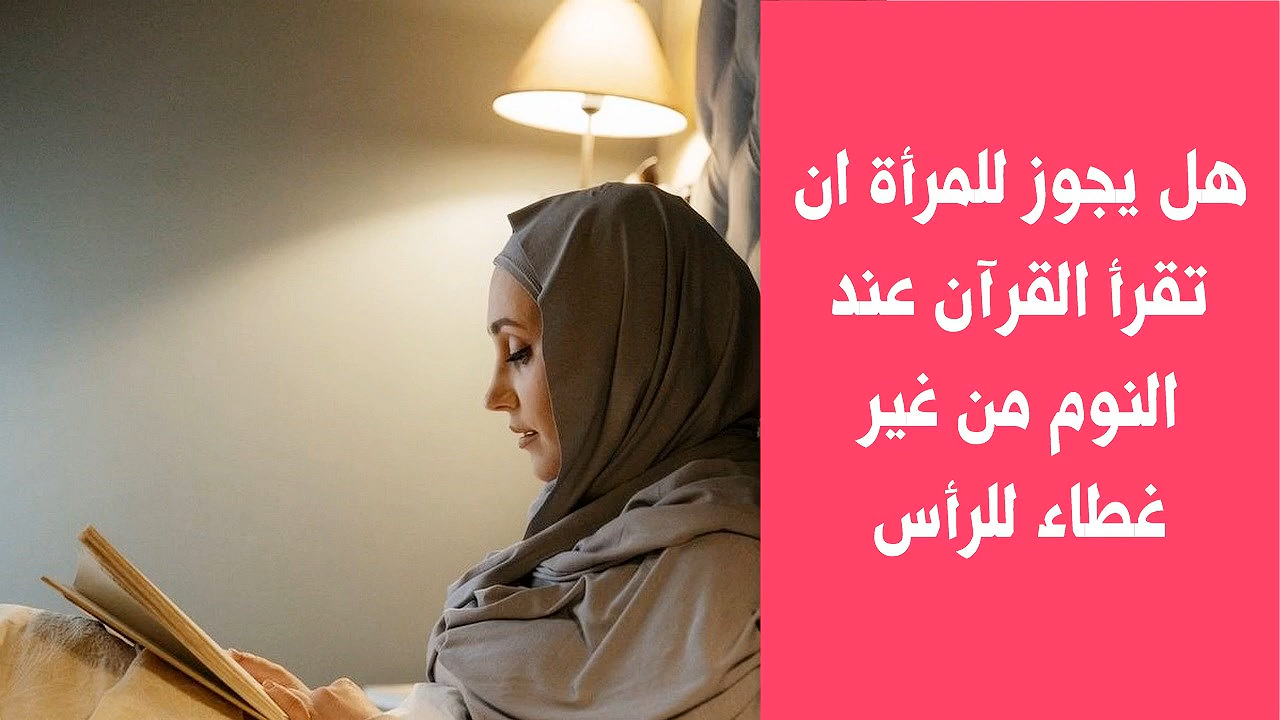 هل يجوز للمرأة ان
تقرأ القرآن عند
النوم من غير
غطاء للرأس